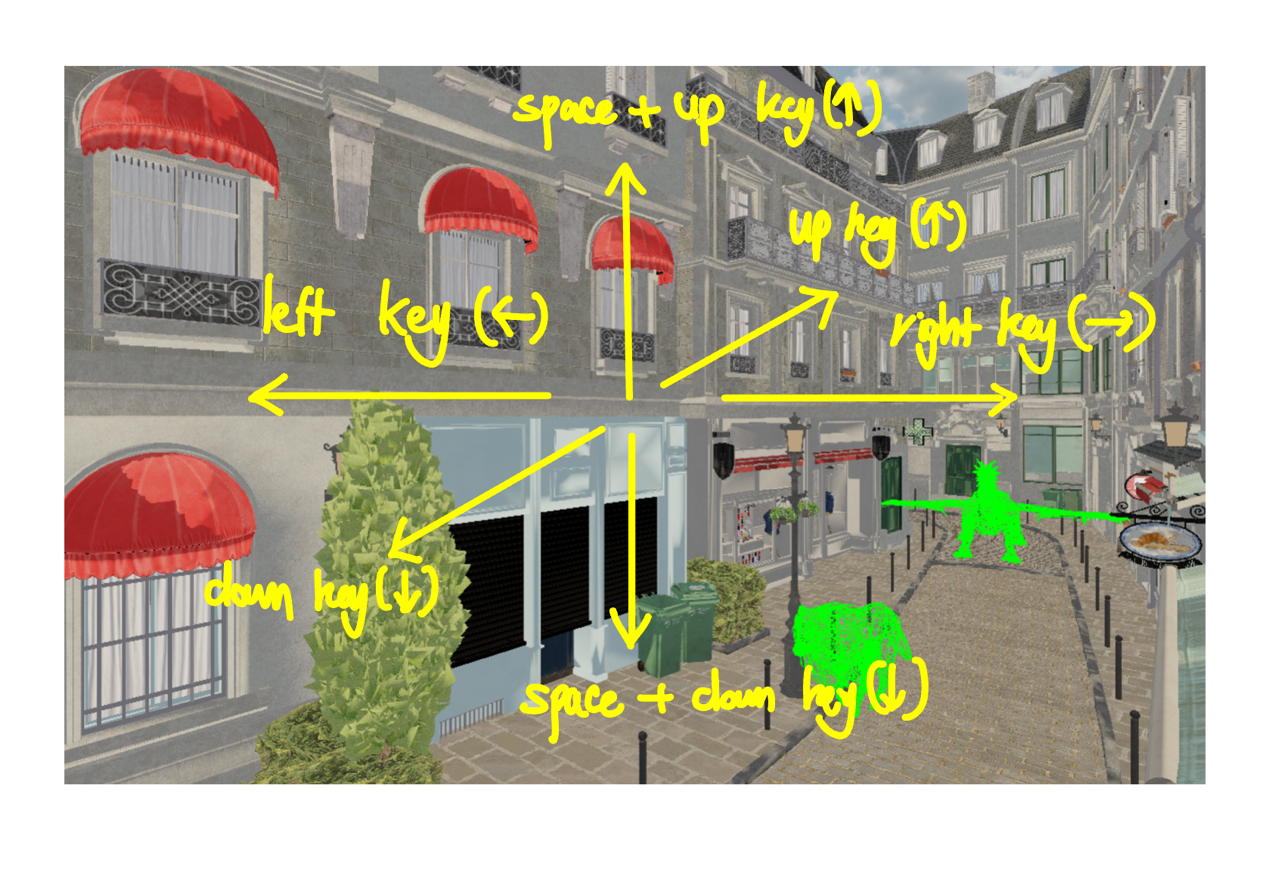 space + up key (↑)
up key (↑)
left key (←)
right key (→)
down key (↓)
space + down key (↓)